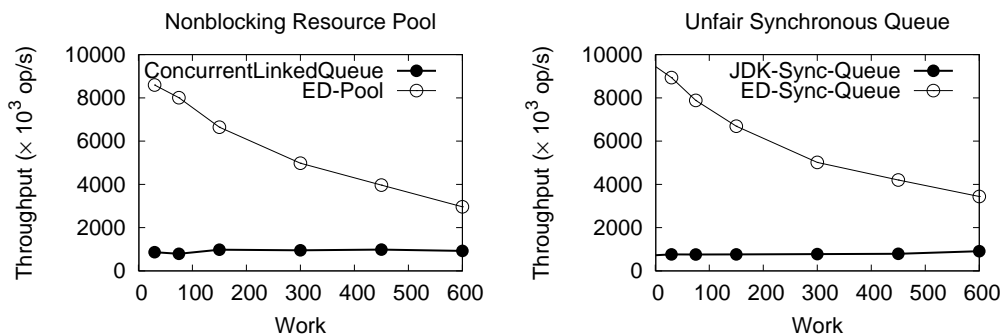 Nonblocking Resource Pool
Throughput (× 10³ op/s)
10000
8000
6000
4000
2000
0
ConcurrentLinkedQueue
ED-Pool
0 100 200 300 400 500 600
Work
Unfair Synchronous Queue
Throughput (× 10³ op/s)
10000
8000
6000
4000
2000
0
JDK-Sync-Queue
ED-Sync-Queue
0 100 200 300 400 500 600
Work